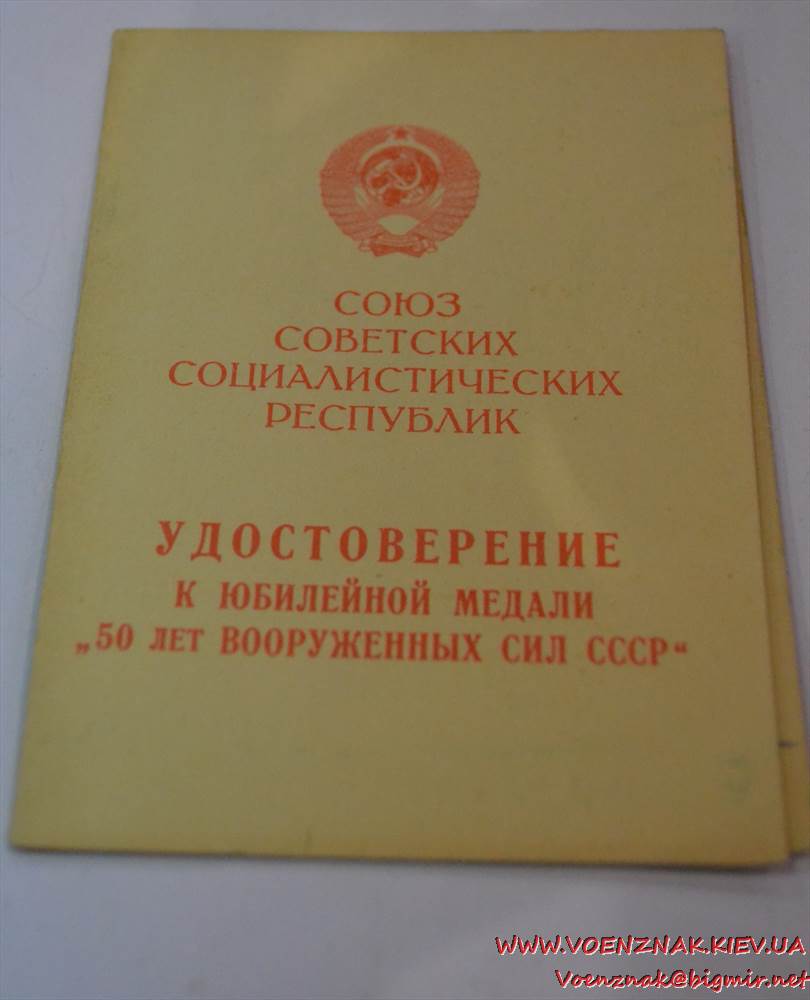 СОЮЗ
СОВЕТСКИХ
СОЦИАЛИСТИЧЕСКИХ
РЕСПУБЛИК
УДОСТОВЕРЕНИЕ
К ЮБИЛЕЙНОЙ МЕДАЛИ
„50 ЛЕТ ВООРУЖЕННЫХ СИЛ СССР“
WWW.VOENZNAK.KIEV.UA
Voenznak@bigmir.net